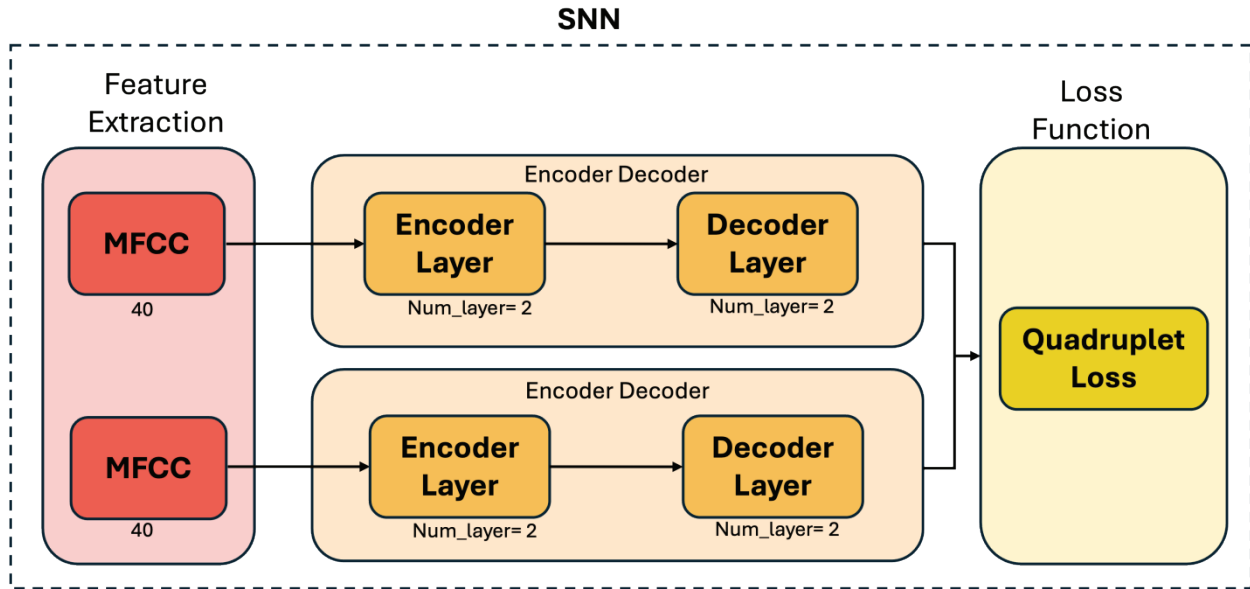 SNN
Feature
Extraction
Loss
Function
Encoder Decoder
MFCC
40
Encoder
Layer
Num_layer= 2
Decoder
Layer
Num_layer= 2
Encoder Decoder
MFCC
40
Encoder
Layer
Num_layer= 2
Decoder
Layer
Num_layer= 2
Quadruplet
Loss